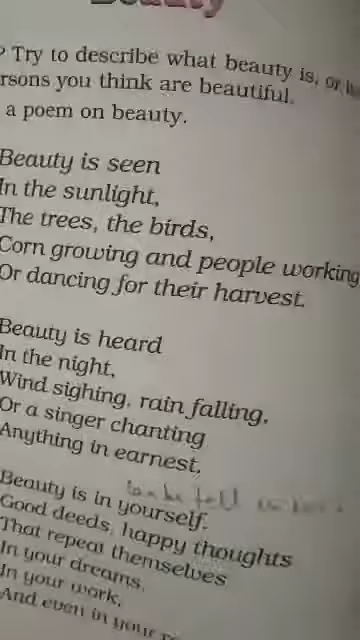 Beauty
? Try to describe what beauty is, or
rsons you think are beautiful.
a poem on beauty.
Beauty is seen
In the sunlight,
The trees, the birds,
Corn growing and people working
Or dancing for their harvest.
Beauty is heard
In the night,
Wind sighing, rain falling,
Or a singer chanting
Anything in earnest.
Beauty is in yourself.
Good deeds, happy thoughts
That repeat themselves
In your dreams,
In your work,
And even in your